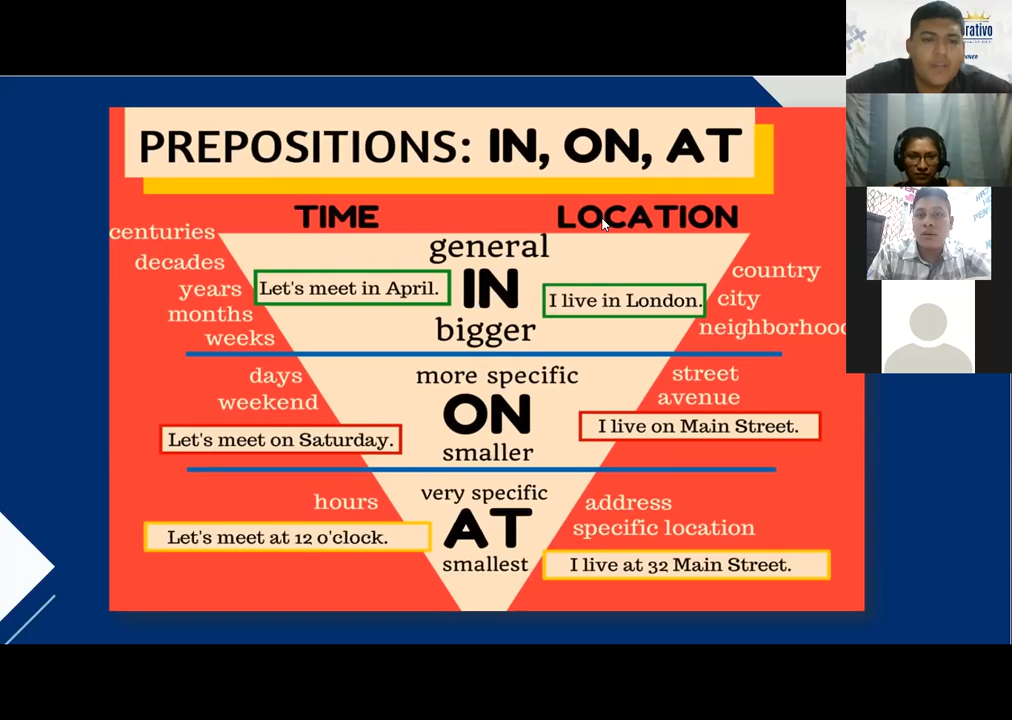 PREPOSITIONS: IN, ON, AT
TIME
LOCATION
centuries
decades
years
months
weeks
Let's meet in April.
general
IN
bigger
I live in London.
country
city
neighborhood
days
weekend
Let's meet on Saturday.
more specific
ON
smaller
street
avenue
I live on Main Street.
hours
Let's meet at 12 o'clock.
very specific
AT
smallest
address
specific location
I live at 32 Main Street.